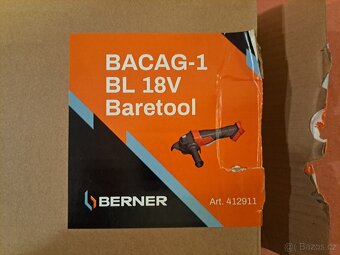 BACAG-1
BL 18V
Baretool
BERNER
Art. 412911
Bazos.cz